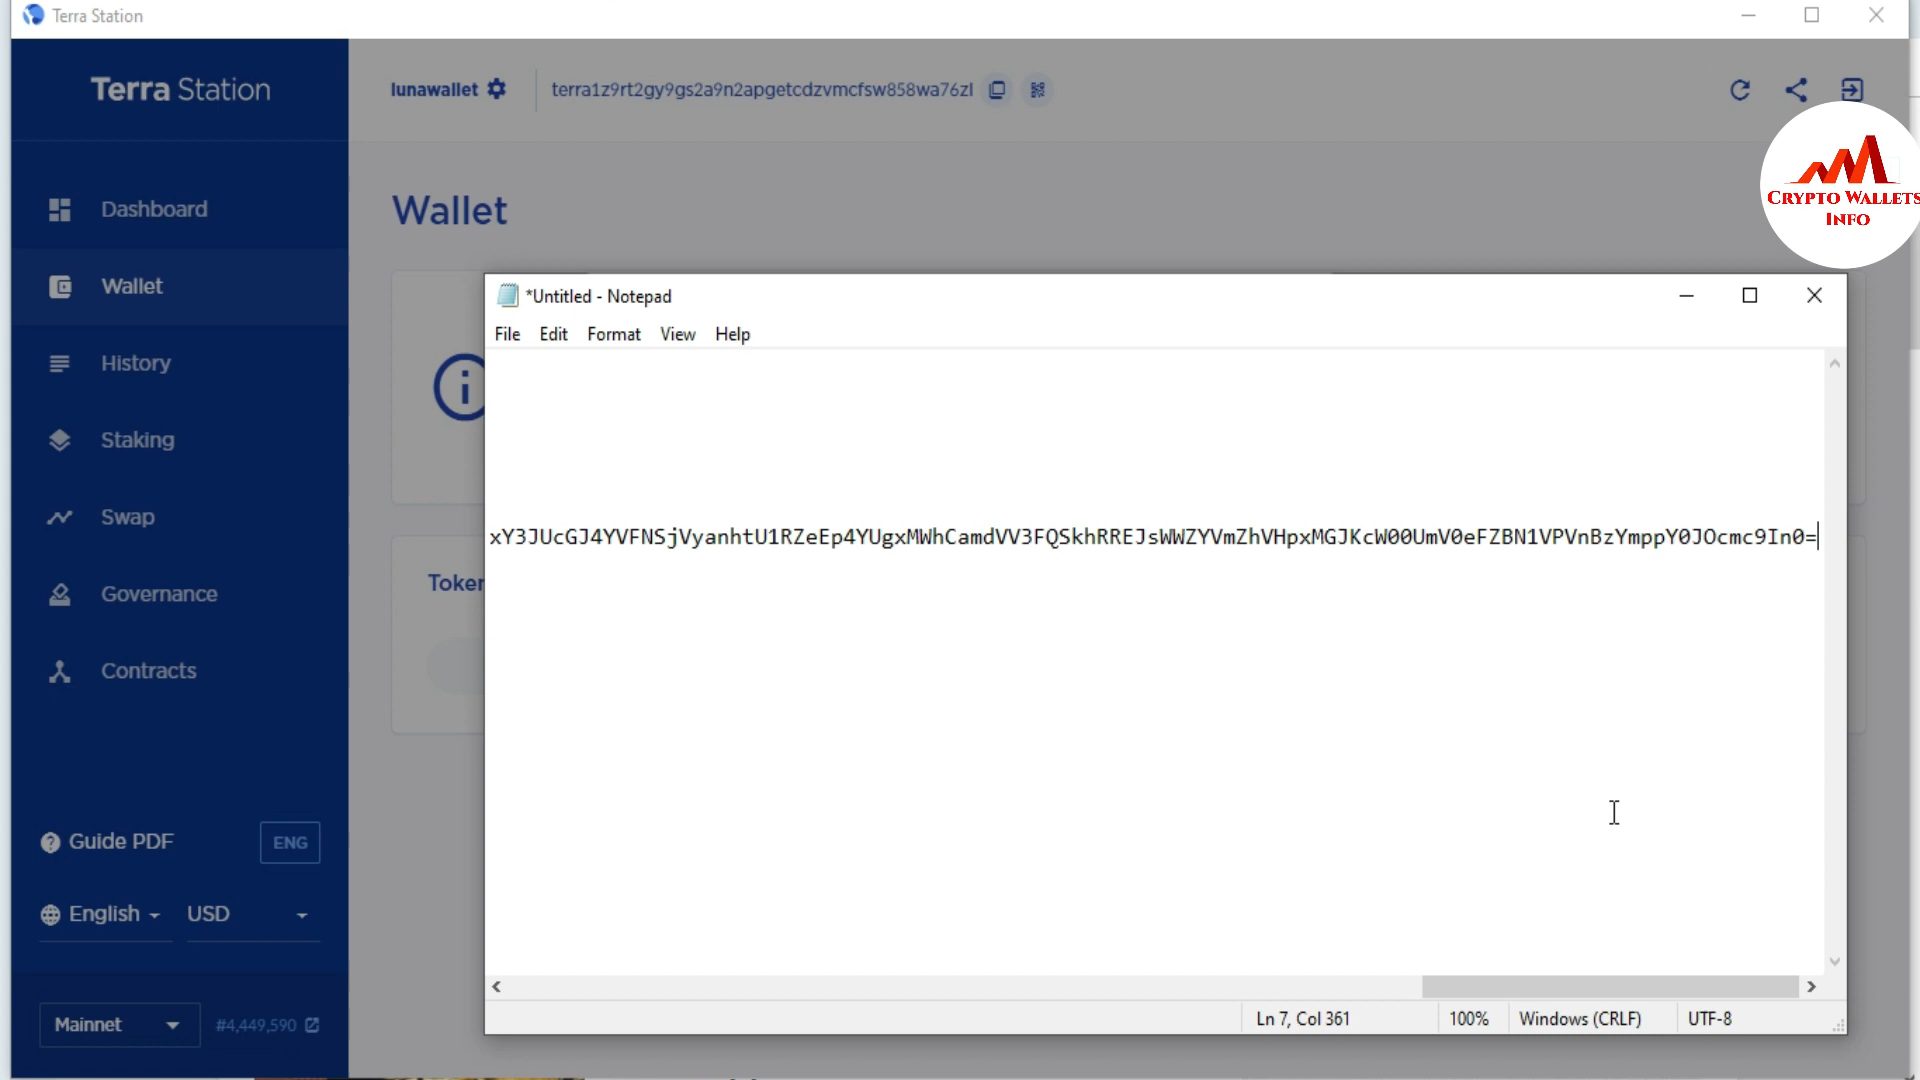 Terra Station
Terra Station
lunawallet
terra1z9rt2gy9gs2a9n2apgetcdzvmcfsw858wa76zl
CRYPTO WALLETS
INFO
Dashboard
Wallet
Wallet
*Untitled - Notepad
File Edit Format View Help
History
Staking
Swap
xY3JUcGJ4YVFNSjVyanhtU1RZeEp4YUgxMWhCamdVV3FQSkhRREJsWWZYVmZhVHpxMGJKcW00UmV0eFZBN1VPVnBzYmppY0JOcmc9In0=
Token
Governance
Contracts
Guide PDF ENG
English USD
Mainnet #4,449,590
Ln 7, Col 361 100% Windows (CRLF) UTF-8